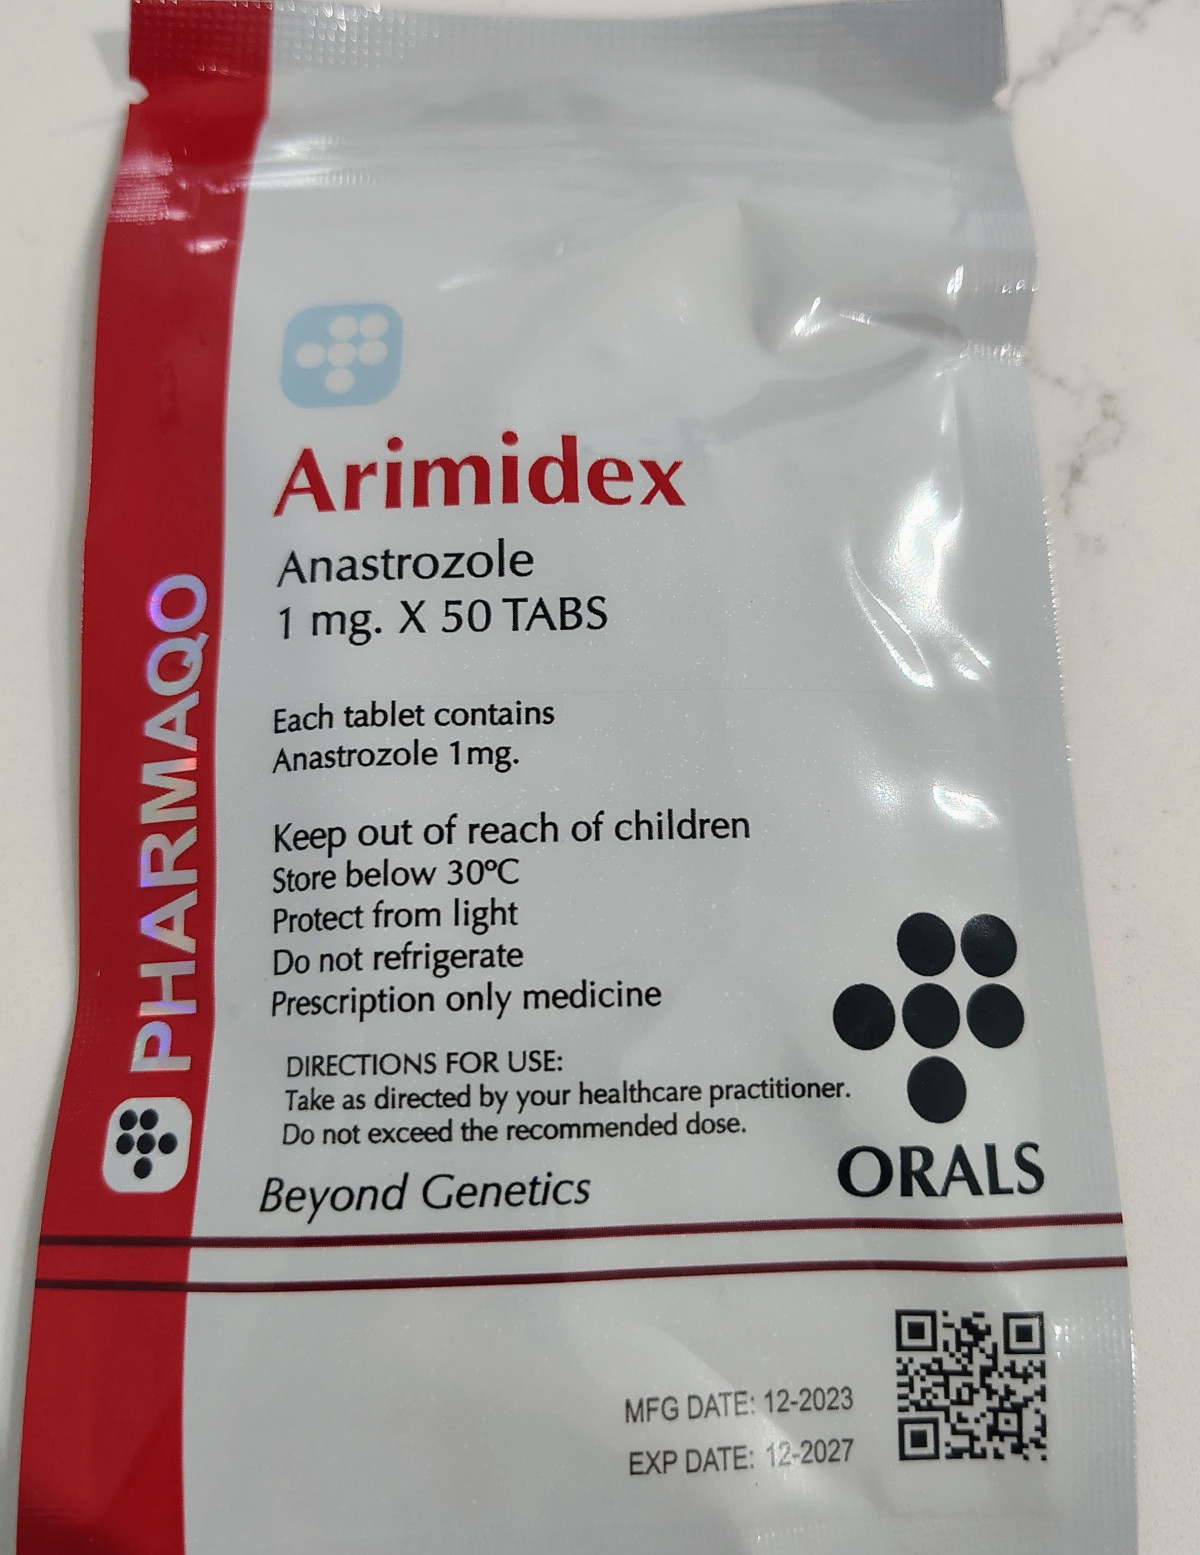 PHARMAQO
Arimidex
Anastrozole
1 mg. X 50 TABS
Each tablet contains
Anastrozole 1mg.
Keep out of reach of children
Store below 30ºC
Protect from light
Do not refrigerate
Prescription only medicine
DIRECTIONS FOR USE:
Take as directed by your healthcare practitioner.
Do not exceed the recommended dose.
Beyond Genetics
ORALS
MFG DATE: 12-2023
EXP DATE: 12-2027